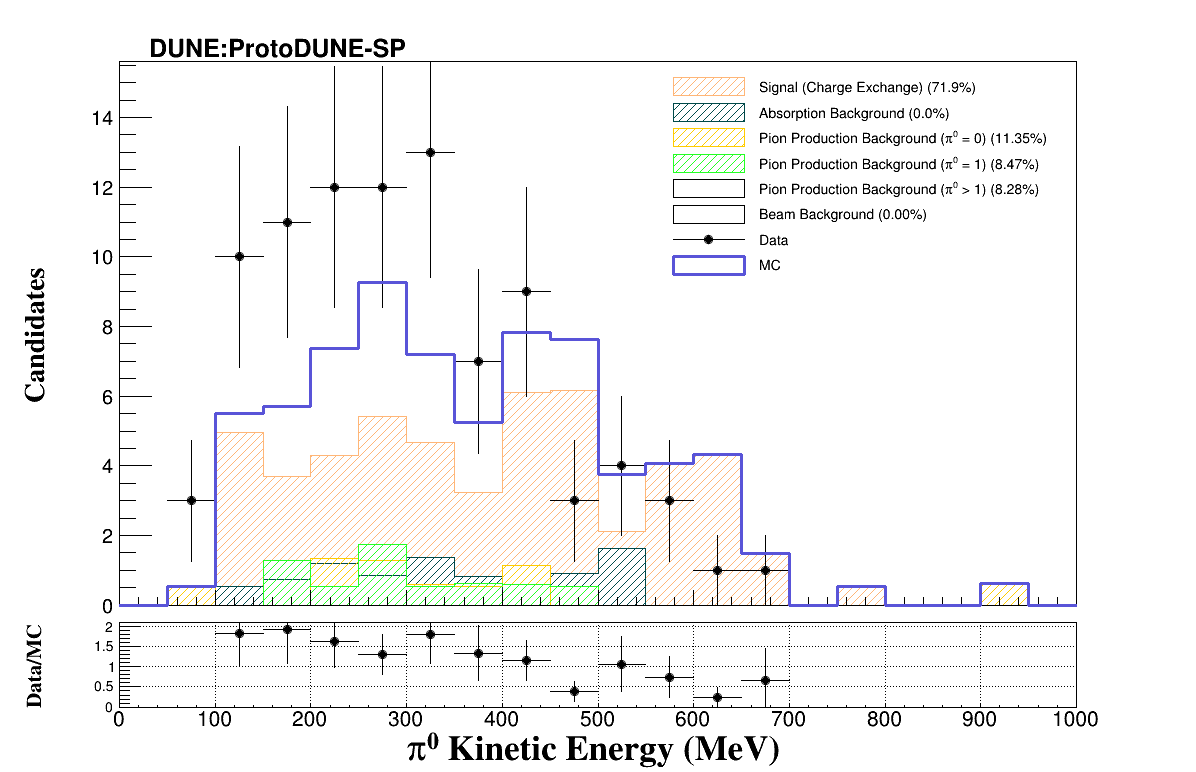 DUNE:ProtoDUNE-SP
Signal (Charge Exchange) (71.9%)
Absorption Background (0.0%)
Pion Production Background (π⁰ = 0) (11.35%)
Pion Production Background (π⁰ = 1) (8.47%)
Pion Production Background (π⁰ > 1) (8.28%)
Beam Background (0.00%)
Data
MC
Candidates
14
12
10
8
6
4
2
0
Data/MC
2
1.5
1
0.5
0
0 100 200 300 400 500 600 700 800 900 1000
π⁰ Kinetic Energy (MeV)